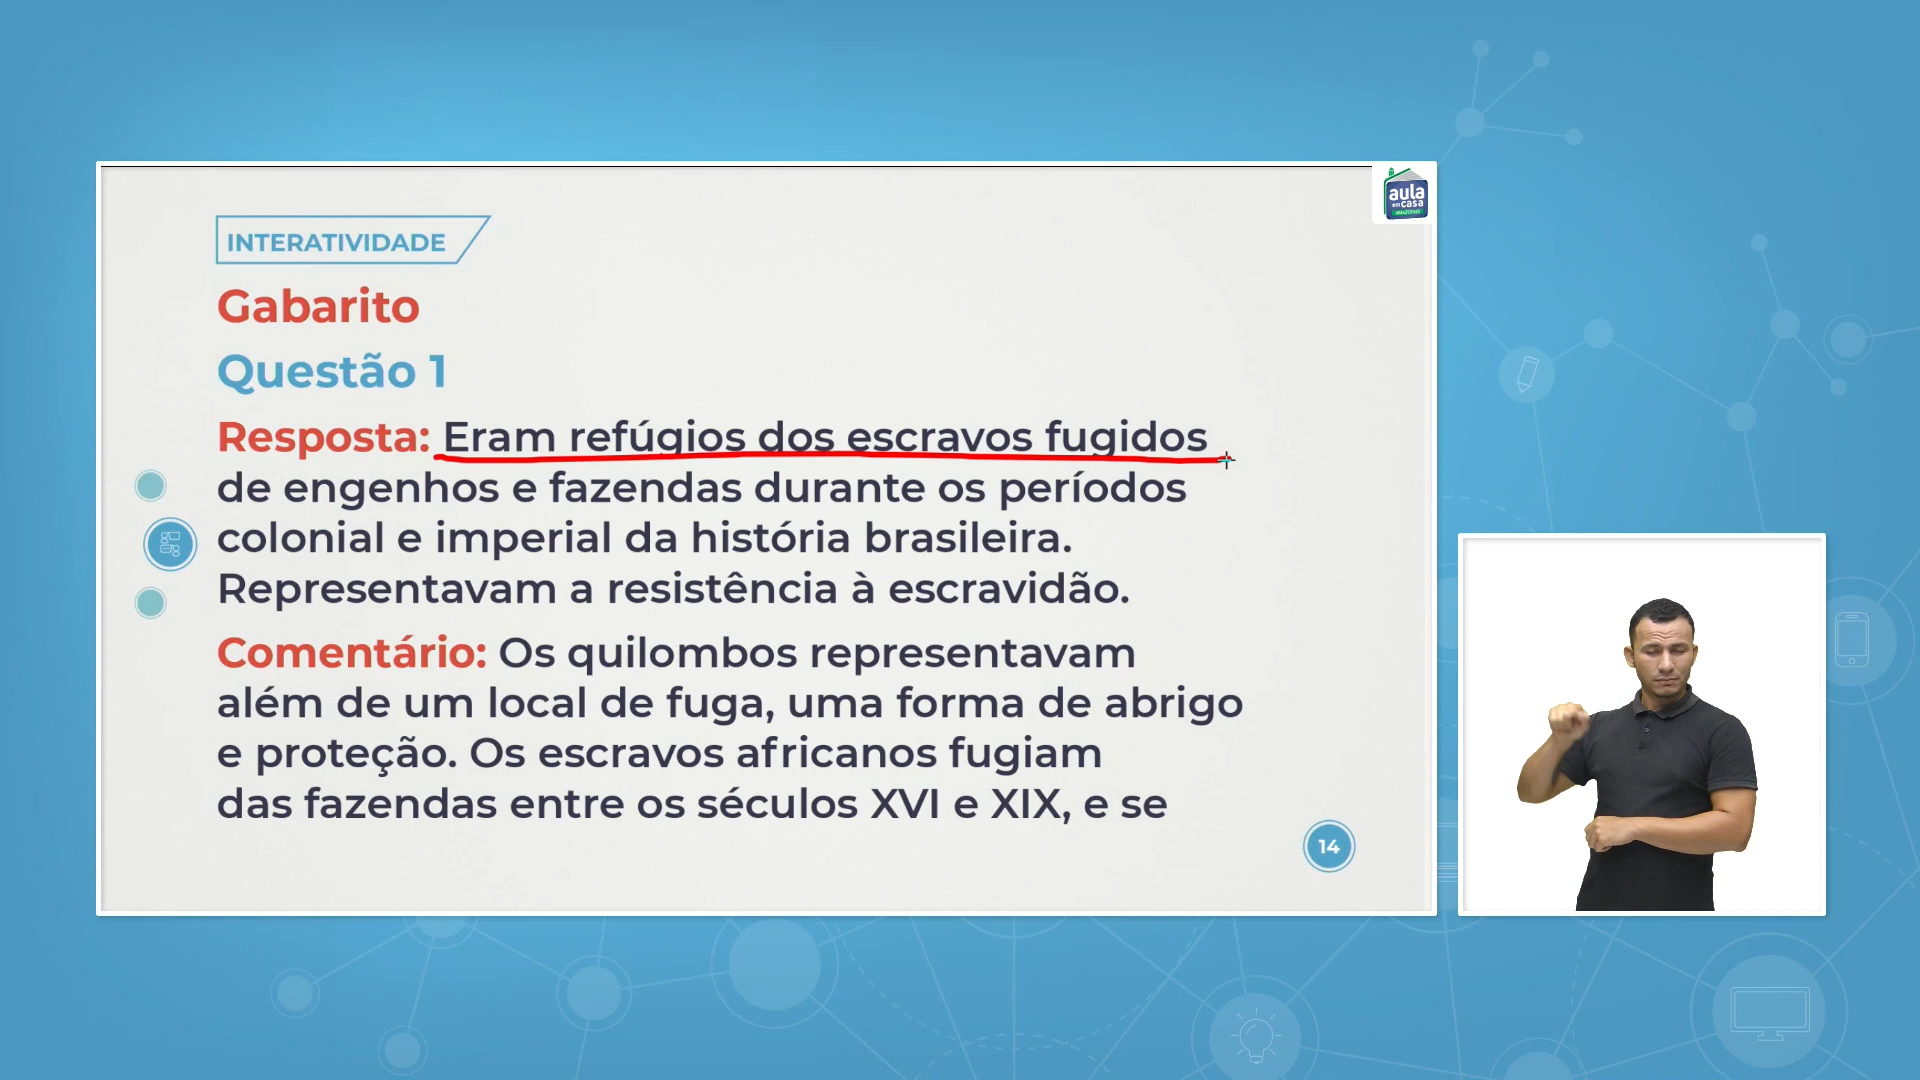 aula
em casa
AMAZONAS
INTERATIVIDADE
Gabarito
Questão 1
Resposta: Eram refúgios dos escravos fugidos
de engenhos e fazendas durante os períodos
colonial e imperial da história brasileira.
Representavam a resistência à escravidão.
Comentário: Os quilombos representavam
além de um local de fuga, uma forma de abrigo
e proteção. Os escravos africanos fugiam
das fazendas entre os séculos XVI e XIX, e se
14